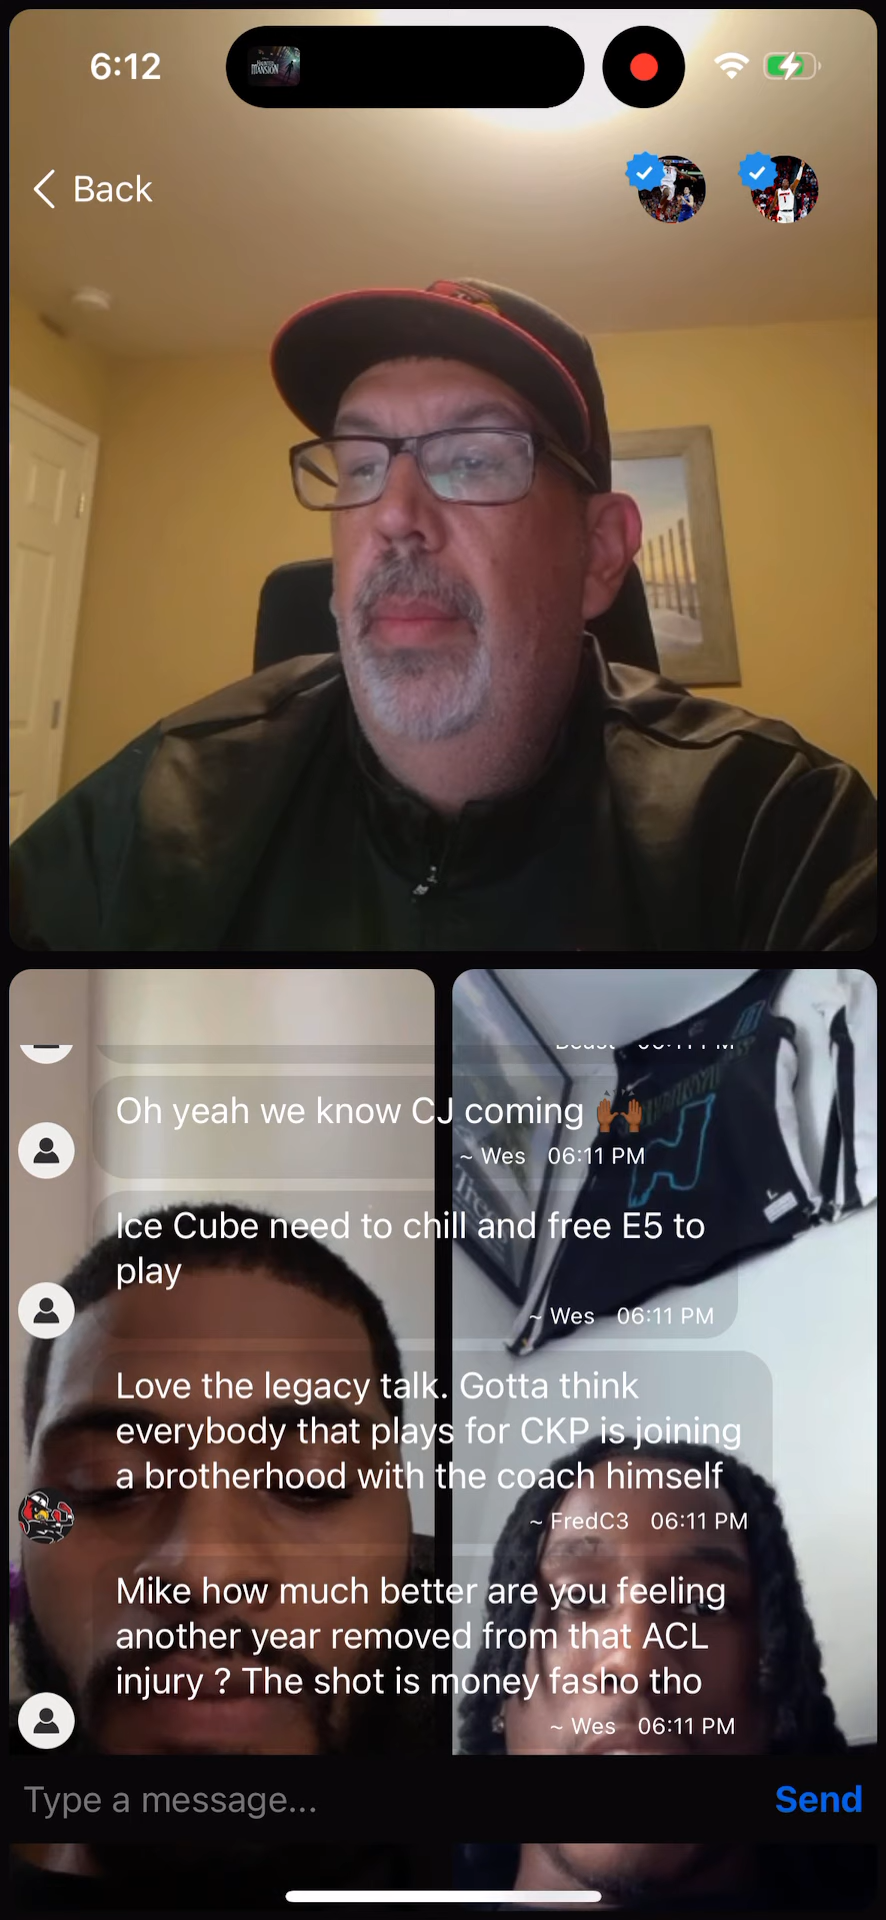 6:12
MANSION
Back
Oh yeah we know CJ coming 🙌🏾
~ Wes 06:11 PM
Ice Cube need to chill and free E5 to
play
~ Wes 06:11 PM
Love the legacy talk. Gotta think
everybody that plays for CKP is joining
a brotherhood with the coach himself
~ FredC3 06:11 PM
Mike how much better are you feeling
another year removed from that ACL
injury ? The shot is money fasho tho
~ Wes 06:11 PM
Type a message...
Send